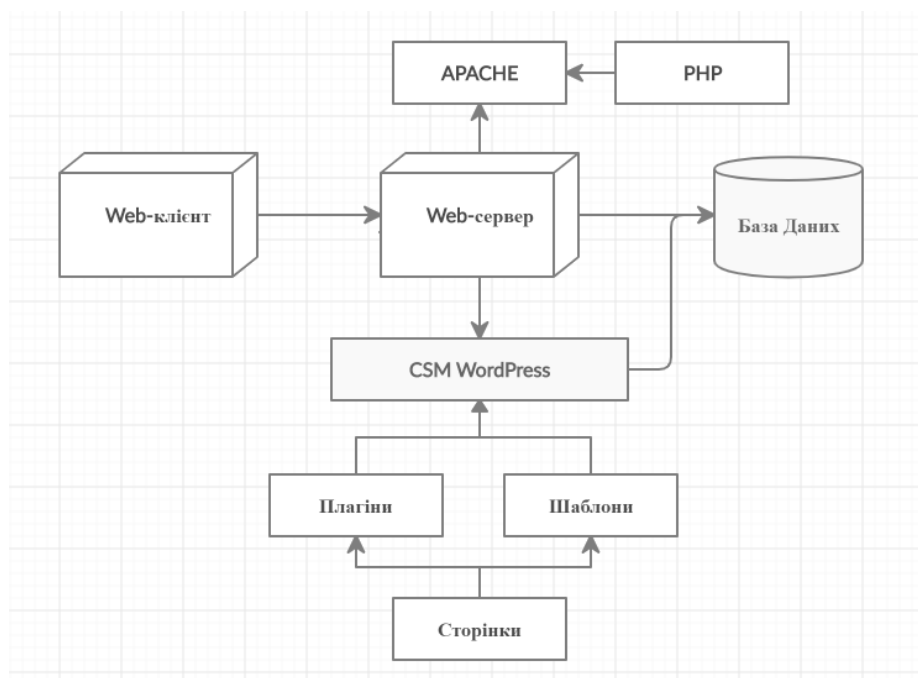 APACHE
PHP
Web-клієнт
Web-сервер
База Даних
CSM WordPress
Плагіни
Шаблони
Сторінки